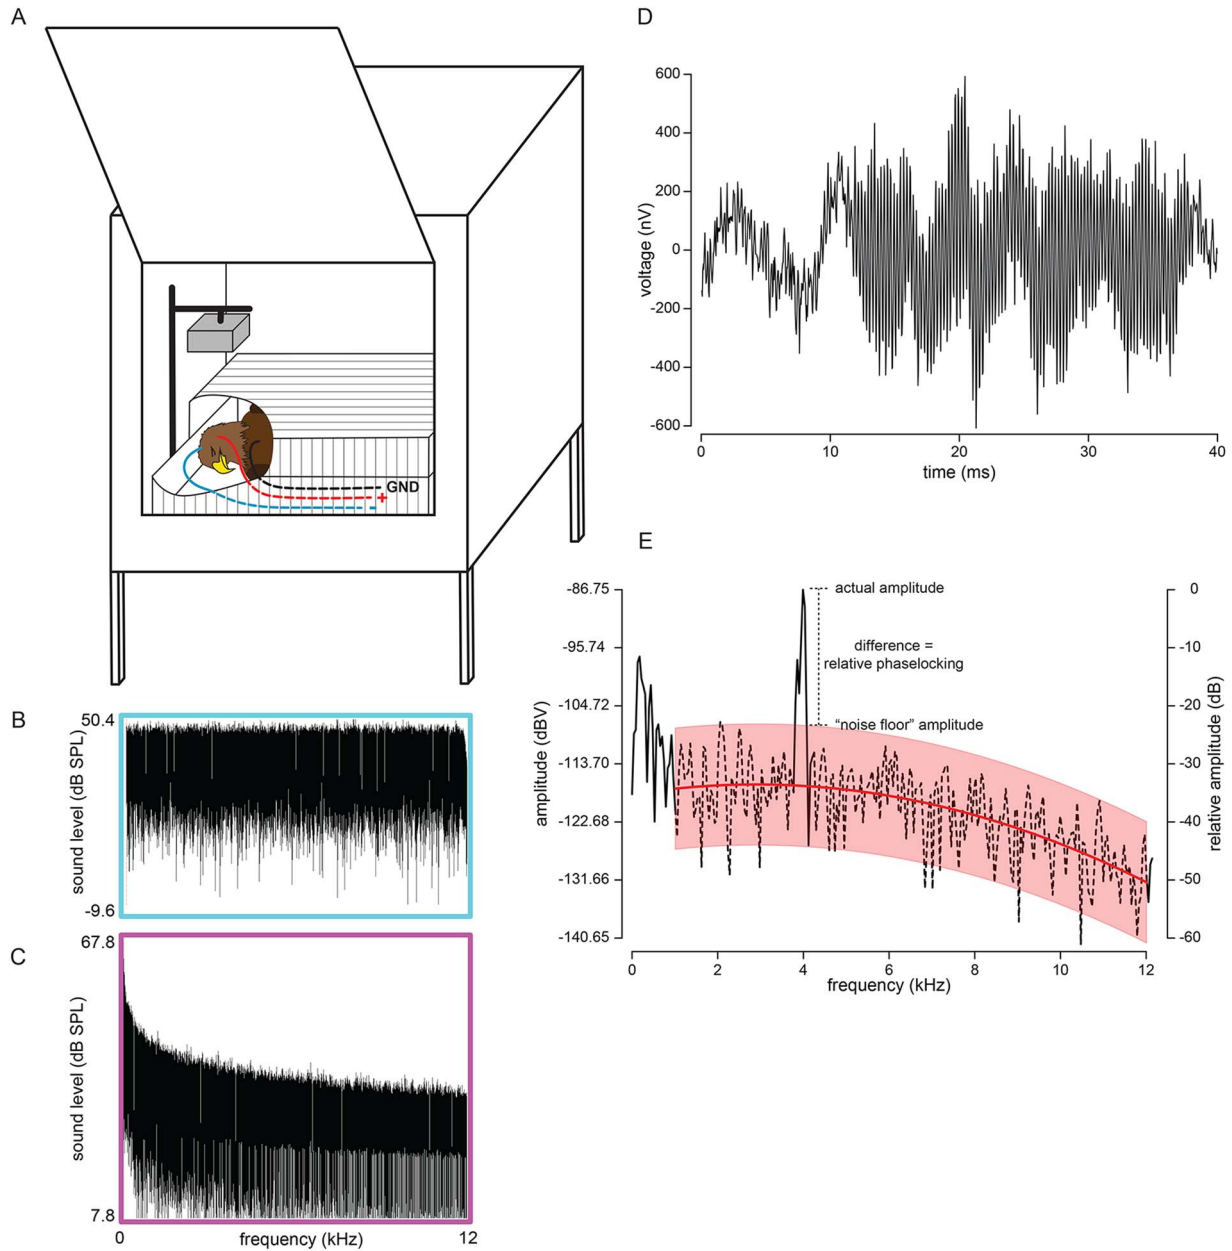 A
GND
+
-
B
50.4
sound level (dB SPL)
-9.6
C
67.8
sound level (dB SPL)
7.8
0
frequency (kHz)
12
D
600
400
200
0
-200
-400
-600
voltage (nV)
0
10
20
30
40
time (ms)
E
-86.75
-95.74
-104.72
-113.70
-122.68
-131.66
-140.65
amplitude (dBV)
actual amplitude
difference =
relative phaselocking
“noise floor” amplitude
0
-10
-20
-30
-40
-50
-60
relative amplitude (dB)
0
2
4
6
8
10
12
frequency (kHz)